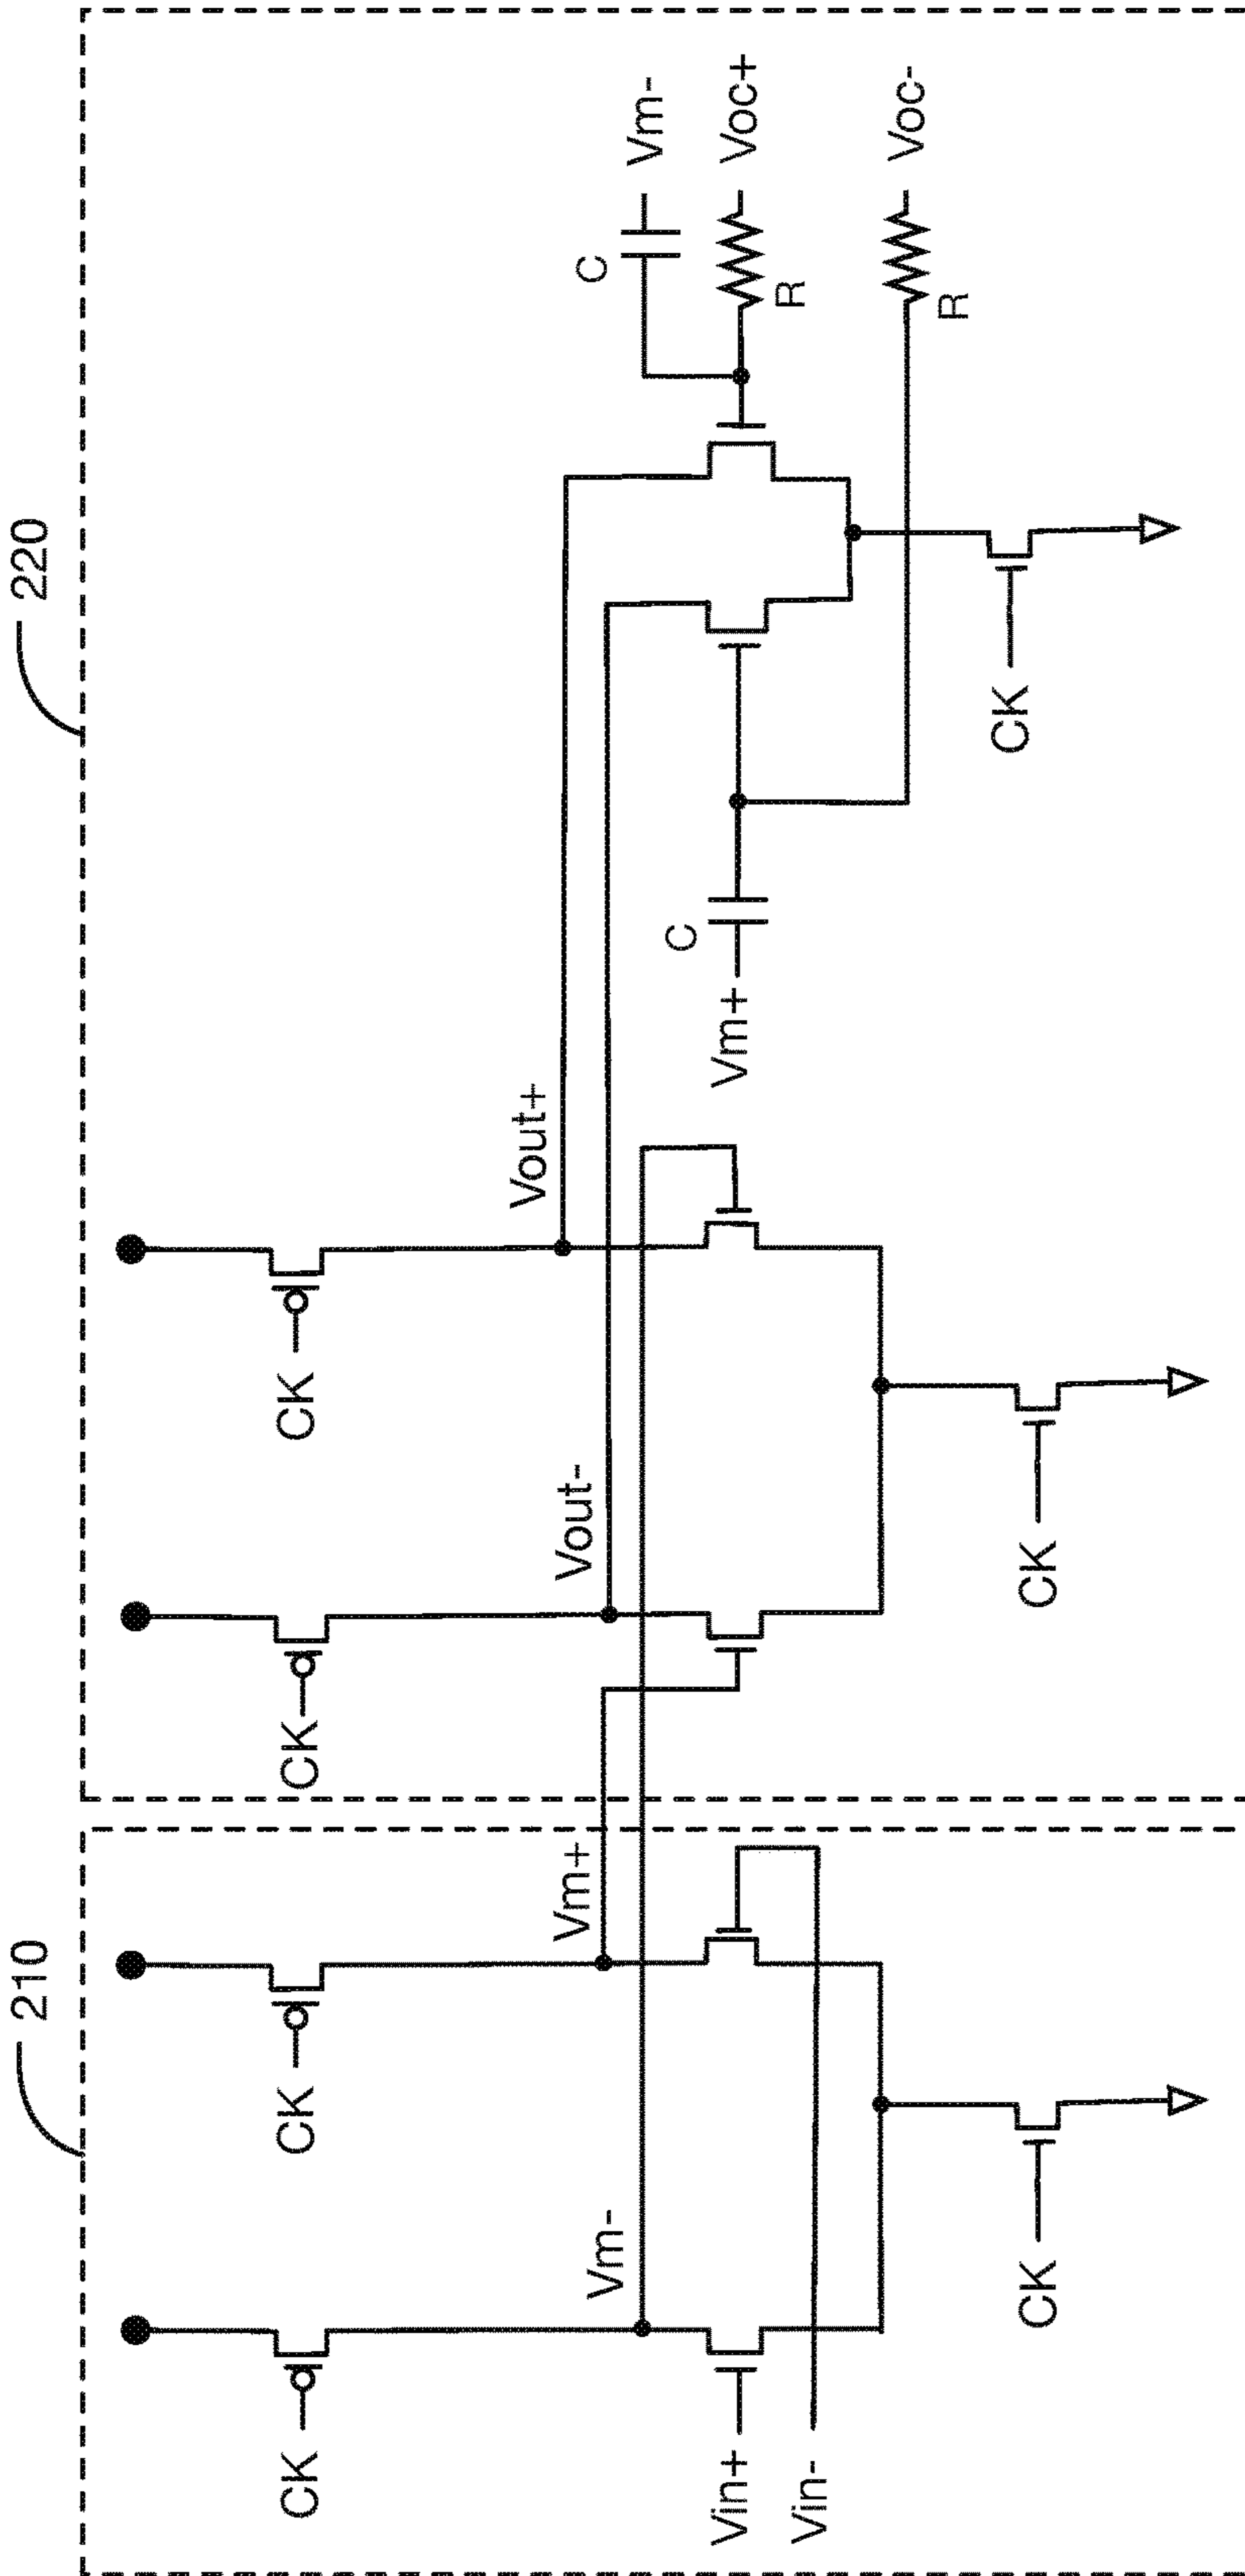 210
220
CK
CK
CK
CK
Vm-
Vm+
Vout-
Vout+
Vin+
Vin-
Vm+
C
C
Vm-
R
Voc+
R
Voc-
CK
CK
CK